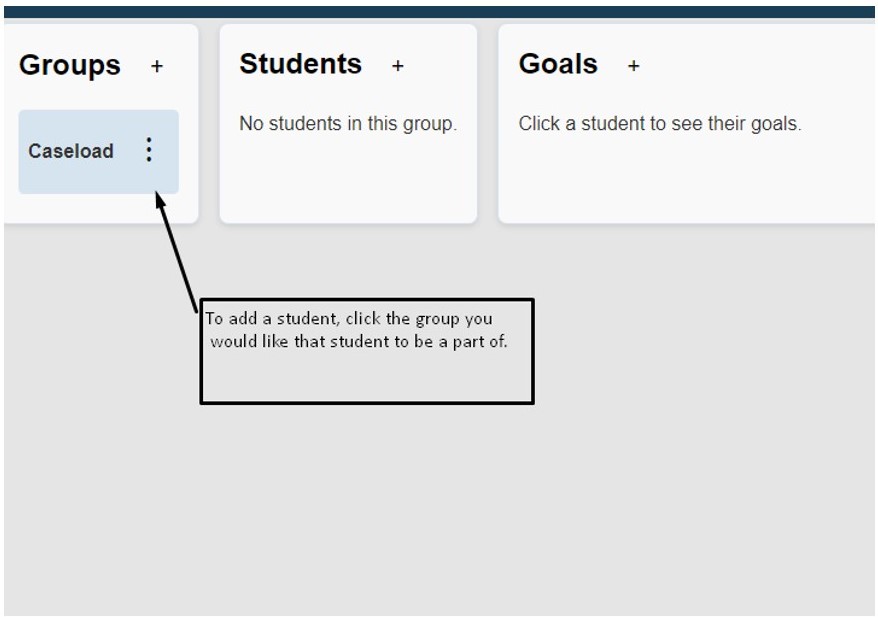 Groups +
Students +
Goals +
Caseload
No students in this group.
Click a student to see their goals.
To add a student, click the group you
would like that student to be a part of.